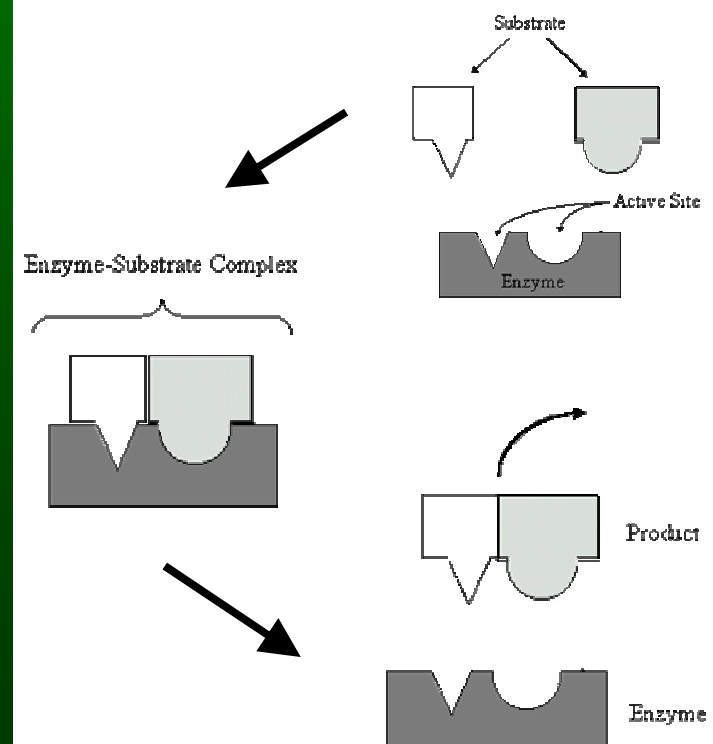 Substrate
Active Site
Enzyme
Enzyme-Substrate Complex
Product
Enzyme